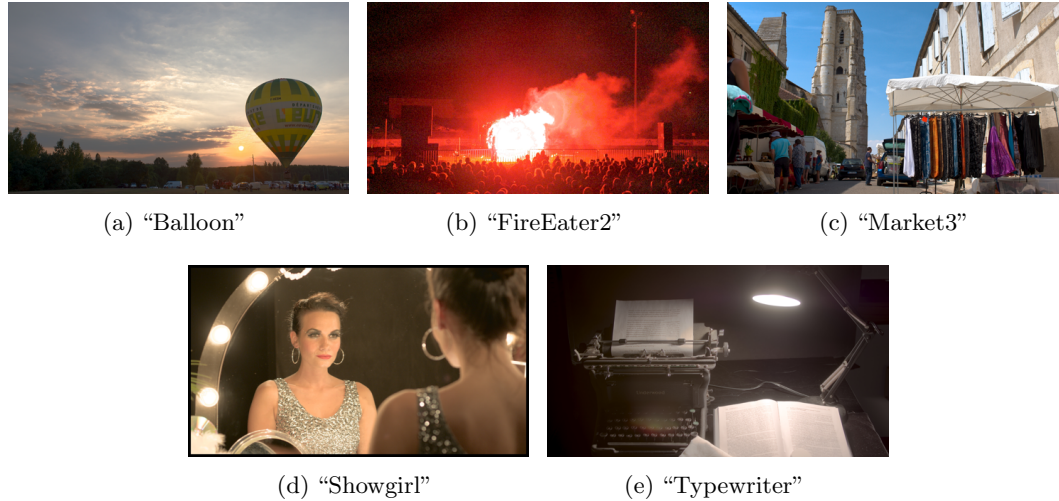 (a) “Balloon”
(b) “FireEater2”
(c) “Market3”
(d) “Showgirl”
(e) “Typewriter”